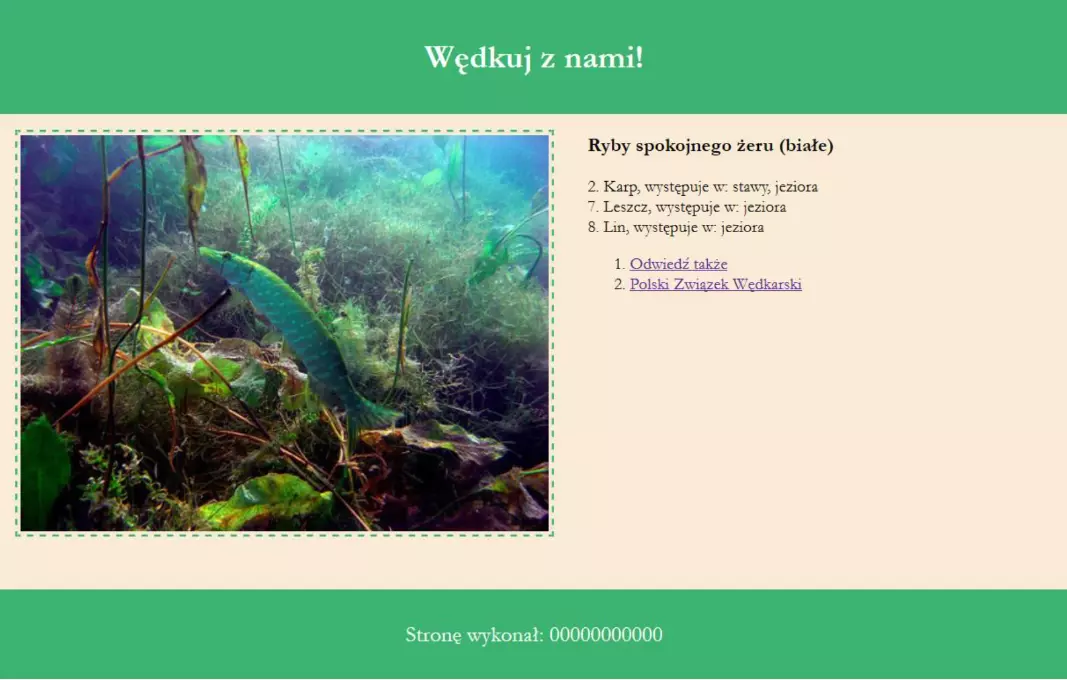 Wędkuj z nami!
Ryby spokojnego żeru (białe)
2. Karp, występuje w: stawy, jeziora
7. Leszcz, występuje w: jeziora
8. Lin, występuje w: jeziora
1. Odwiedź także
2. Polski Związek Wędkarski
Stronę wykonał: 00000000000